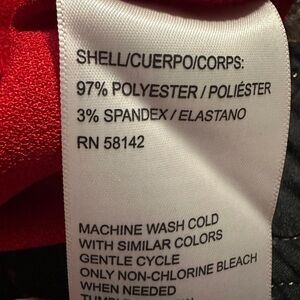 SHELL/CUERPO/CORPS:
97% POLYESTER / POLIÉSTER
3% SPANDEX / ELASTANO
RN 58142
MACHINE WASH COLD
WITH SIMILAR COLORS
GENTLE CYCLE
ONLY NON-CHLORINE BLEACH
WHEN NEEDED